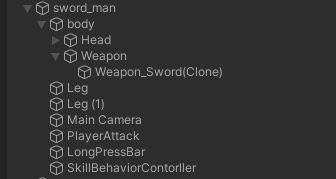 sword_man
body
Head
Weapon
Weapon_Sword(Clone)
Leg
Leg (1)
Main Camera
PlayerAttack
LongPressBar
SkillBehaviorContorller